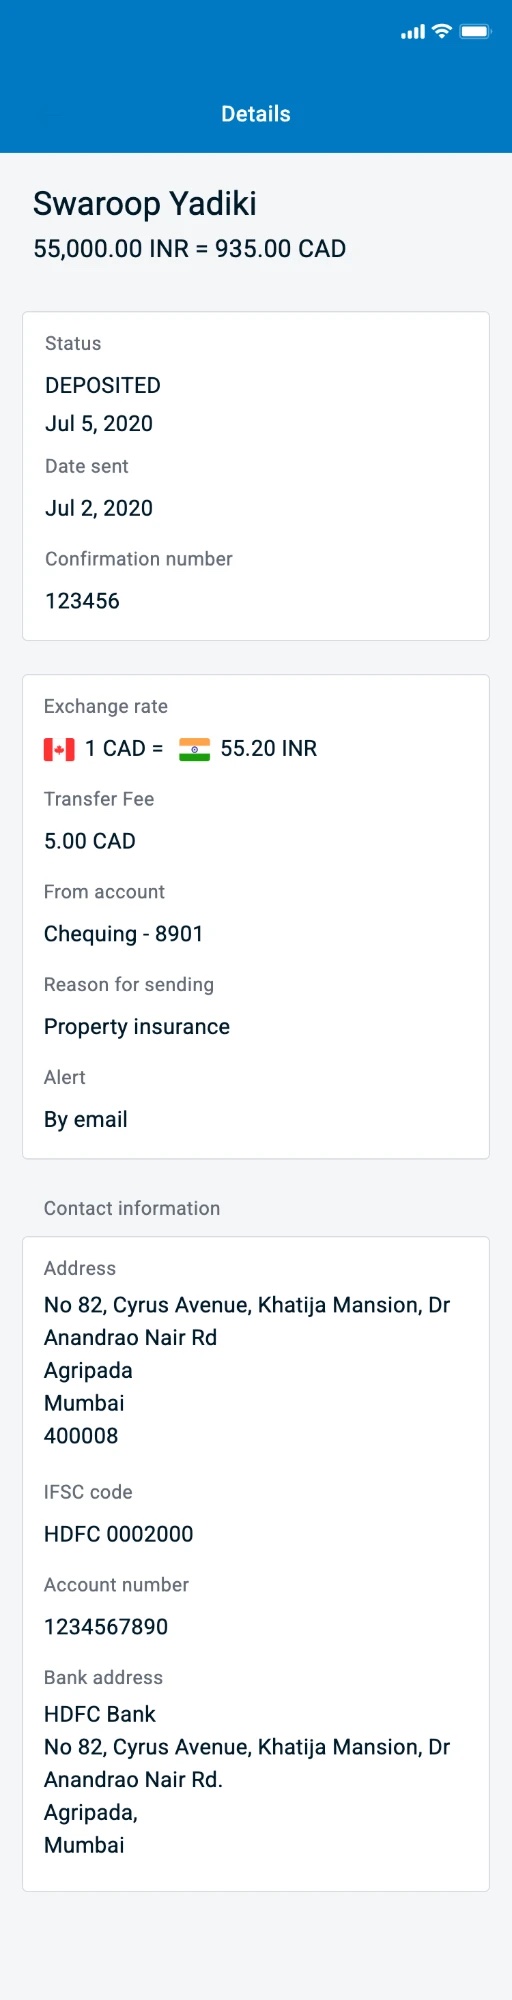 Details
Swaroop Yadiki
55,000.00 INR = 935.00 CAD
Status
DEPOSITED
Jul 5, 2020
Date sent
Jul 2, 2020
Confirmation number
123456
Exchange rate
1 CAD = 55.20 INR
Transfer Fee
5.00 CAD
From account
Chequing - 8901
Reason for sending
Property insurance
Alert
By email
Contact information
Address
No 82, Cyrus Avenue, Khatija Mansion, Dr
Anandrao Nair Rd
Agripada
Mumbai
400008
IFSC code
HDFC 0002000
Account number
1234567890
Bank address
HDFC Bank
No 82, Cyrus Avenue, Khatija Mansion, Dr
Anandrao Nair Rd.
Agripada,
Mumbai